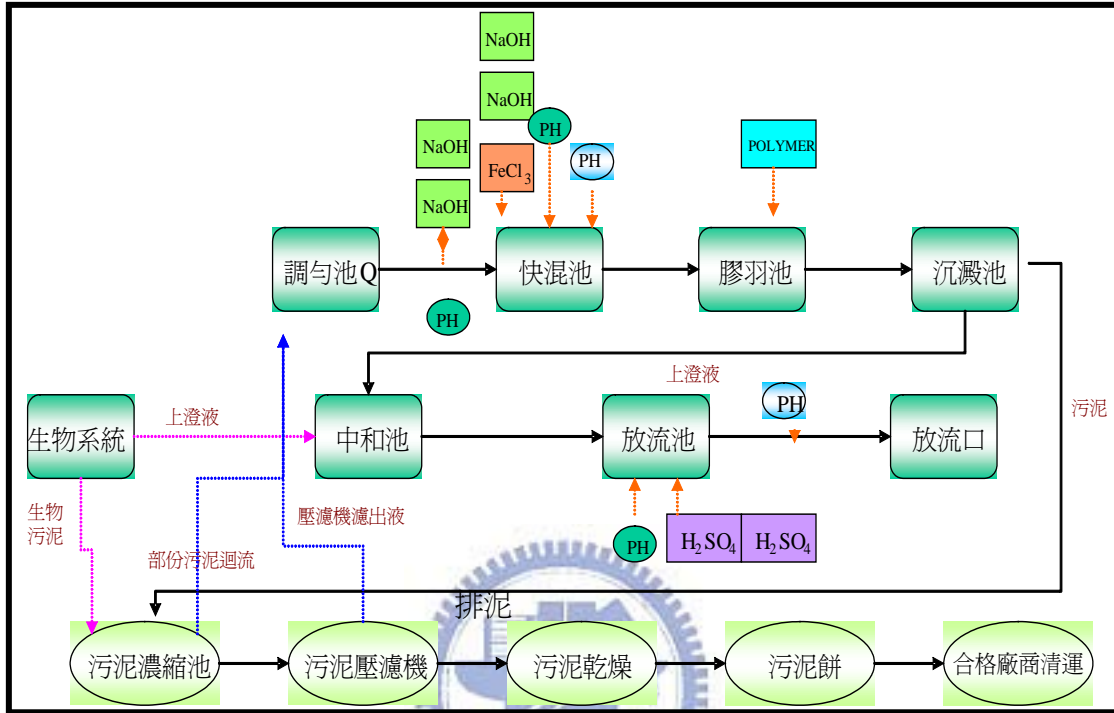 NaOH
NaOH
NaOH
PH
POLYMER
PH
FeCl3
NaOH
調勻池Q
快混池
膠羽池
沉澱池
PH
上澄液
上澄液
PH
污泥
生物系統
中和池
放流池
放流口
生物
污泥
壓濾機濾出液
部份污泥迴流
PH
H2SO4
H2SO4
排泥
污泥濃縮池
污泥壓濾機
污泥乾燥
污泥餅
合格廠商清運